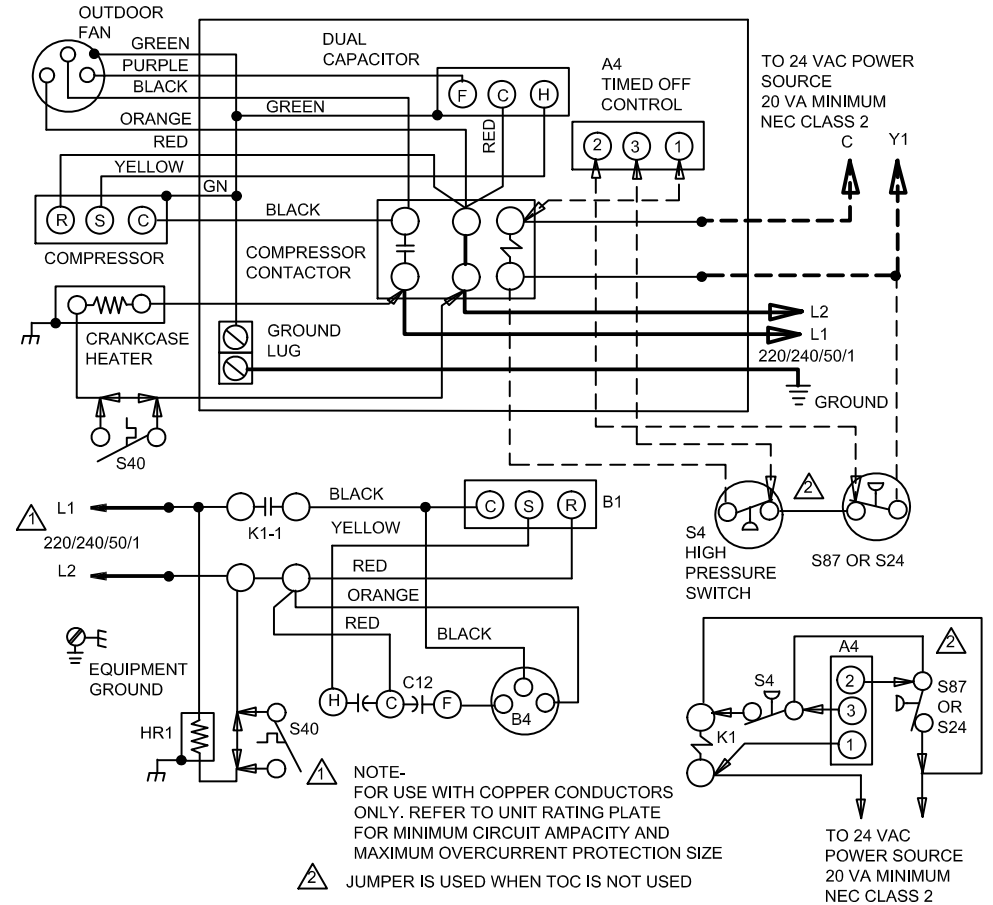 OUTDOOR
FAN
GREEN
PURPLE
BLACK
GREEN
ORANGE
RED
YELLOW
GN
DUAL
CAPACITOR
F
C
H
RED
A4
TIMED OFF
CONTROL
2
3
1
TO 24 VAC POWER
SOURCE
20 VA MINIMUM
NEC CLASS 2
C
Y1
R
S
C
COMPRESSOR
BLACK
COMPRESSOR
CONTACTOR
CRANKCASE
HEATER
GROUND
LUG
L2
L1
220/240/50/1
GROUND
S40
1
L1
220/240/50/1
L2
K1-1
BLACK
YELLOW
RED
ORANGE
RED
BLACK
C
S
R
B1
S4
HIGH
PRESSURE
SWITCH
2
S87 OR S24
EQUIPMENT
GROUND
H
C
C12
F
B4
HR1
S40
A4
2
3
1
S4
K1
2
S87
OR
S24
TO 24 VAC
POWER SOURCE
20 VA MINIMUM
NEC CLASS 2
1
NOTE-
FOR USE WITH COPPER CONDUCTORS
ONLY. REFER TO UNIT RATING PLATE
FOR MINIMUM CIRCUIT AMPACITY AND
MAXIMUM OVERCURRENT PROTECTION SIZE
2
JUMPER IS USED WHEN TOC IS NOT USED